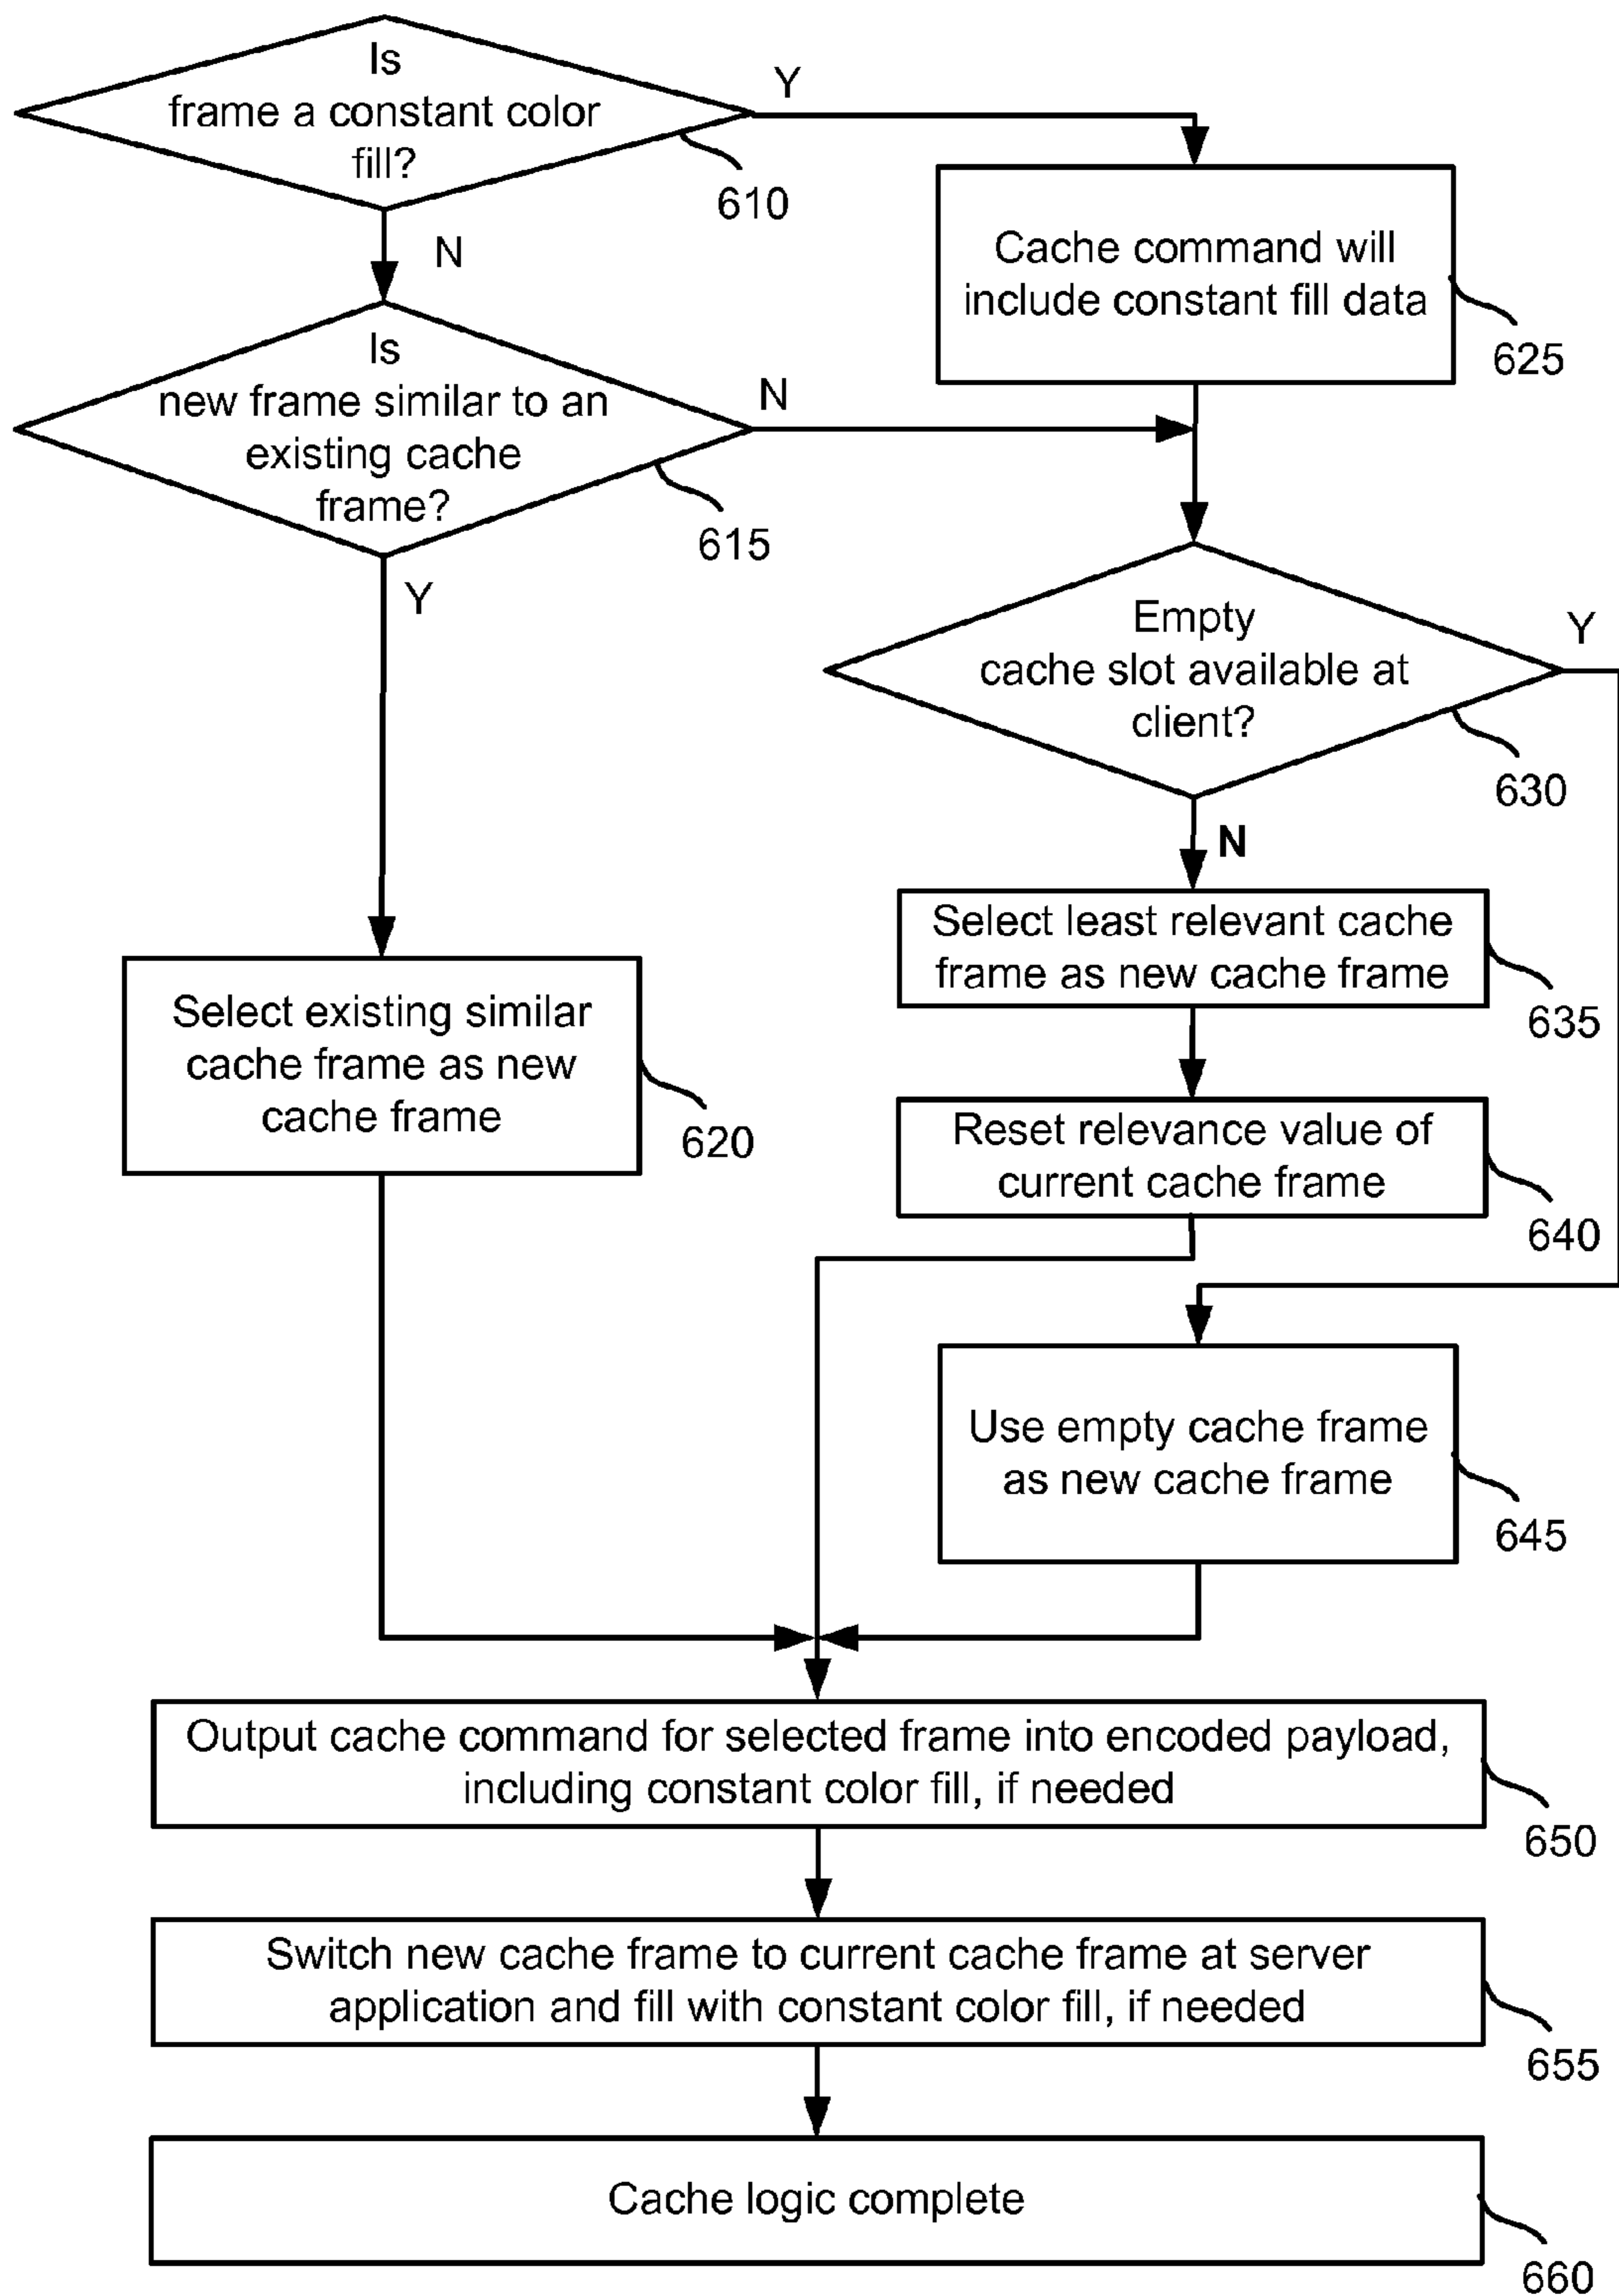 Is
frame a constant color
fill?
Y
610
N
Cache command will
include constant fill data
625
Is
new frame similar to an
existing cache
frame?
N
615
Y
Empty
cache slot available at
client?
Y
630
N
Select least relevant cache
frame as new cache frame
635
Select existing similar
cache frame as new
cache frame
620
Reset relevance value of
current cache frame
640
Use empty cache frame
as new cache frame
645
Output cache command for selected frame into encoded payload,
including constant color fill, if needed
650
Switch new cache frame to current cache frame at server
application and fill with constant color fill, if needed
655
Cache logic complete
660